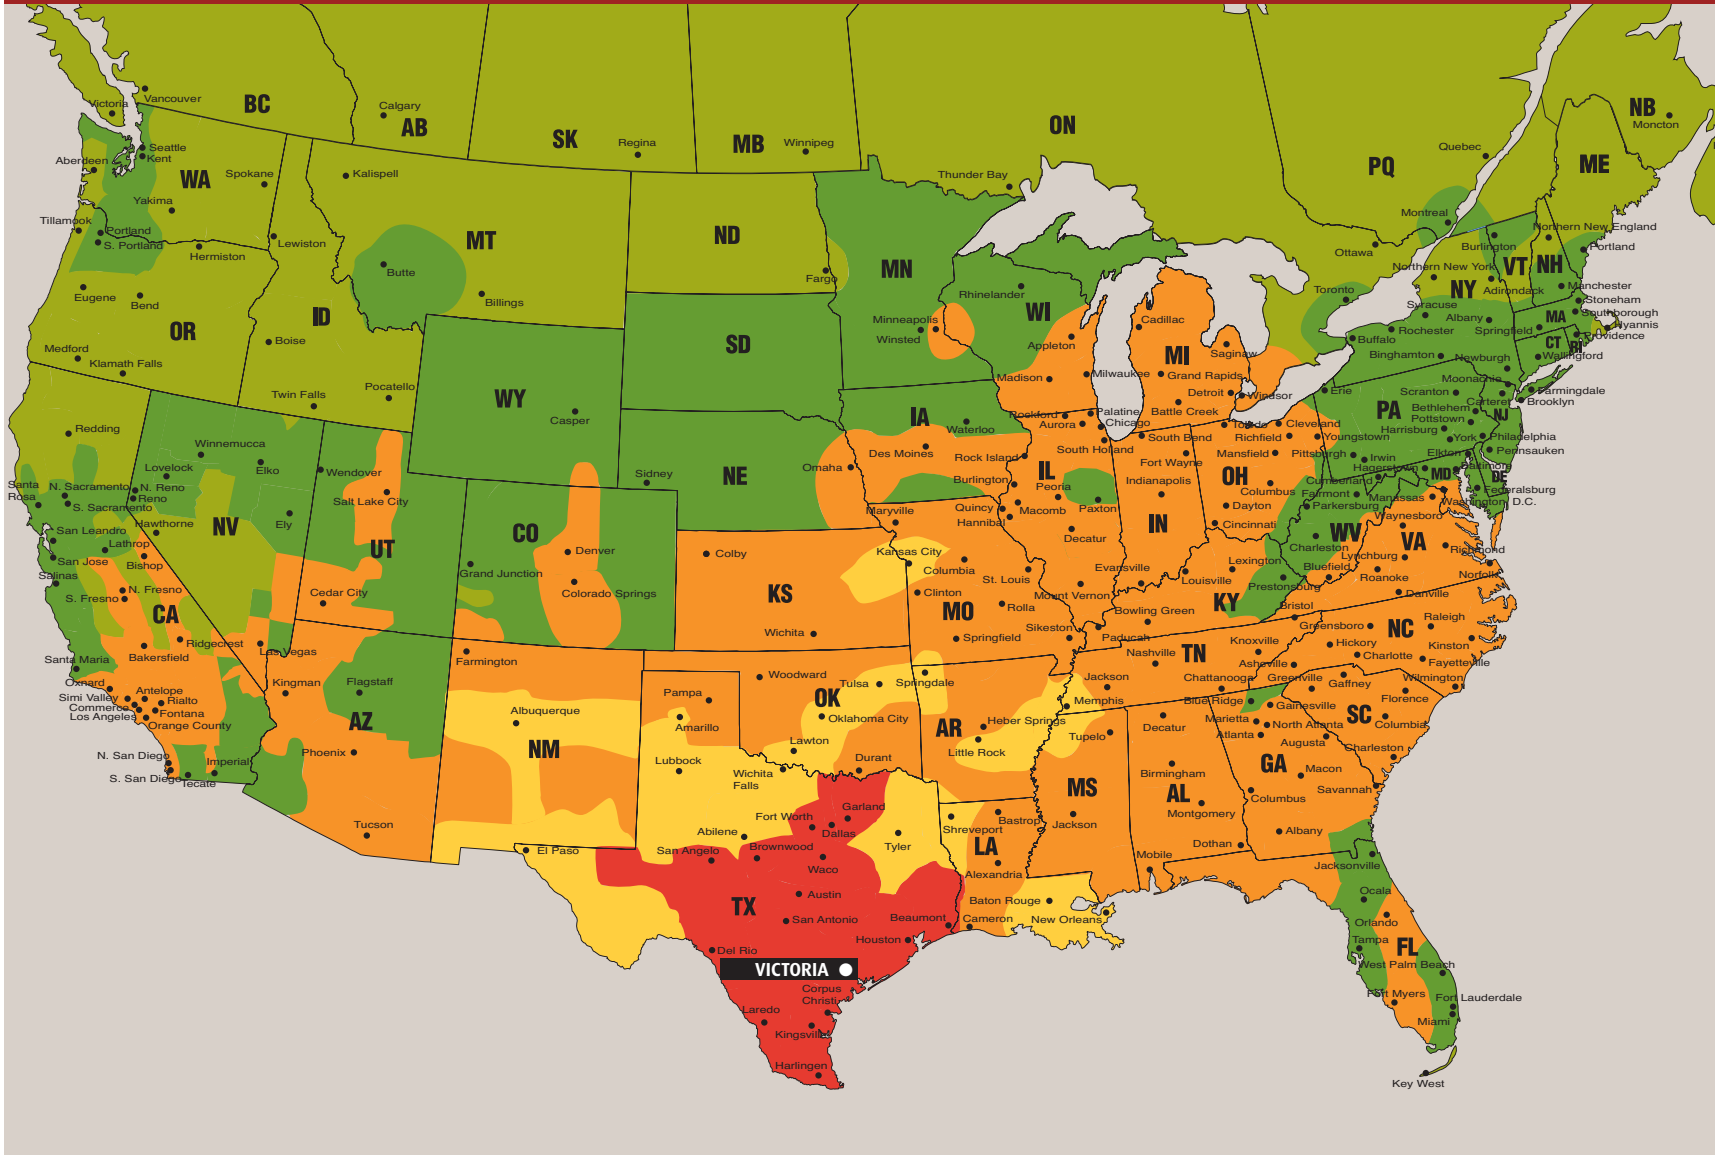 Victoria
Vancouver
BC
Calgary
AB
SK
Regina
MB
Winnipeg
ON
Thunder Bay
PQ
Quebec
Montreal
Ottawa
Toronto
NB
Moncton
ME
Seattle
Kent
Aberdeen
WA
Spokane
Yakima
Tillamook
Portland
S. Portland
Hermiston
Lewiston
Kalispell
MT
Butte
Billings
ND
Fargo
MN
Minneapolis
Winsted
Rhinelander
WI
Appleton
Madison
Milwaukee
Cadillac
MI
Saginaw
Grand Rapids
Detroit
Windsor
Battle Creek
Eugene
Bend
OR
Medford
Klamath Falls
ID
Boise
Twin Falls
Pocatello
WY
Casper
SD
Northern New England
Portland
Burlington
VT
NH
Northern New York
NY
Adirondack
Manchester
Syracuse
Stoneham
Southborough
Albany
MA
Hyannis
Rochester
Springfield
Providence
Buffalo
CT
RI
Binghamton
Newburgh
Wallingford
Moonachie
Erie
Scranton
Farmingdale
Carteret
Brooklyn
PA
Bethlehem
Pottstown
NJ
Harrisburg
York
Philadelphia
Pennsauken
Pittsburgh
Irwin
Elkton
Hagerstown
MD
Baltimore
DE
Cumberland
Federalsburg
Fairmont
Manassas
Washington, D.C.
Parkersburg
Redding
Winnemucca
Elko
Lovelock
Wendover
N. Reno
Reno
Santa
Rosa
N. Sacramento
S. Sacramento
Salt Lake City
San Leandro
Hawthorne
Ely
NV
Lathrop
UT
San Jose
Bishop
Salinas
N. Fresno
S. Fresno
CA
Cedar City
Ridgecrest
Las Vegas
Bakersfield
Santa Maria
Oxnard
Simi Valley
Antelope
Rialto
Commerce
Los Angeles
Fontana
Orange County
N. San Diego
S. San Diego
Imperial
Tecate
Kingman
Flagstaff
AZ
Phoenix
Tucson
CO
Denver
Grand Junction
Colorado Springs
Farmington
Albuquerque
NM
El Paso
Sidney
NE
Omaha
IA
Waterloo
Des Moines
Rockford
Palatine
Aurora
Chicago
South Holland
Rock Island
IL
Burlington
Peoria
Paxton
Quincy
Macomb
Hannibal
Decatur
Maryville
Colby
KS
Wichita
Kansas City
Columbia
St. Louis
Clinton
MO
Rolla
Springfield
Mount Vernon
Sikeston
South Bend
Fort Wayne
Indianapolis
IN
Evansville
Toledo
Cleveland
Richfield
Youngstown
Mansfield
OH
Columbus
Dayton
Cincinnati
WV
Charleston
Bluefield
Waynesboro
VA
Lynchburg
Richmond
Roanoke
Norfolk
Danville
Lexington
Louisville
Prestonsburg
KY
Bowling Green
Paducah
Bristol
Greensboro
Raleigh
NC
Hickory
Kinston
Charlotte
Fayetteville
Knoxville
Nashville
TN
Asheville
Chattanooga
Jackson
Memphis
Greenville
Gaffney
Wilmington
Florence
SC
Columbia
Charleston
Blue Ridge
Gainesville
Marietta
North Atlanta
Atlanta
Augusta
GA
Macon
Columbus
Savannah
Albany
Woodward
Tulsa
OK
Oklahoma City
Lawton
Durant
Springdale
AR
Heber Springs
Little Rock
Tupelo
MS
Jackson
Decatur
Birmingham
AL
Montgomery
Dothan
Mobile
Pampa
Amarillo
Lubbock
Wichita
Falls
Fort Worth
Garland
Dallas
Abilene
Tyler
San Angelo
Brownwood
Waco
TX
Austin
San Antonio
Beaumont
Houston
Del Rio
VICTORIA
Corpus
Christi
Laredo
Kingsville
Harlingen
Shreveport
Bastrop
LA
Alexandria
Baton Rouge
Cameron
New Orleans
Jacksonville
Ocala
Orlando
Tampa
FL
West Palm Beach
Fort Myers
Fort Lauderdale
Miami
Key West